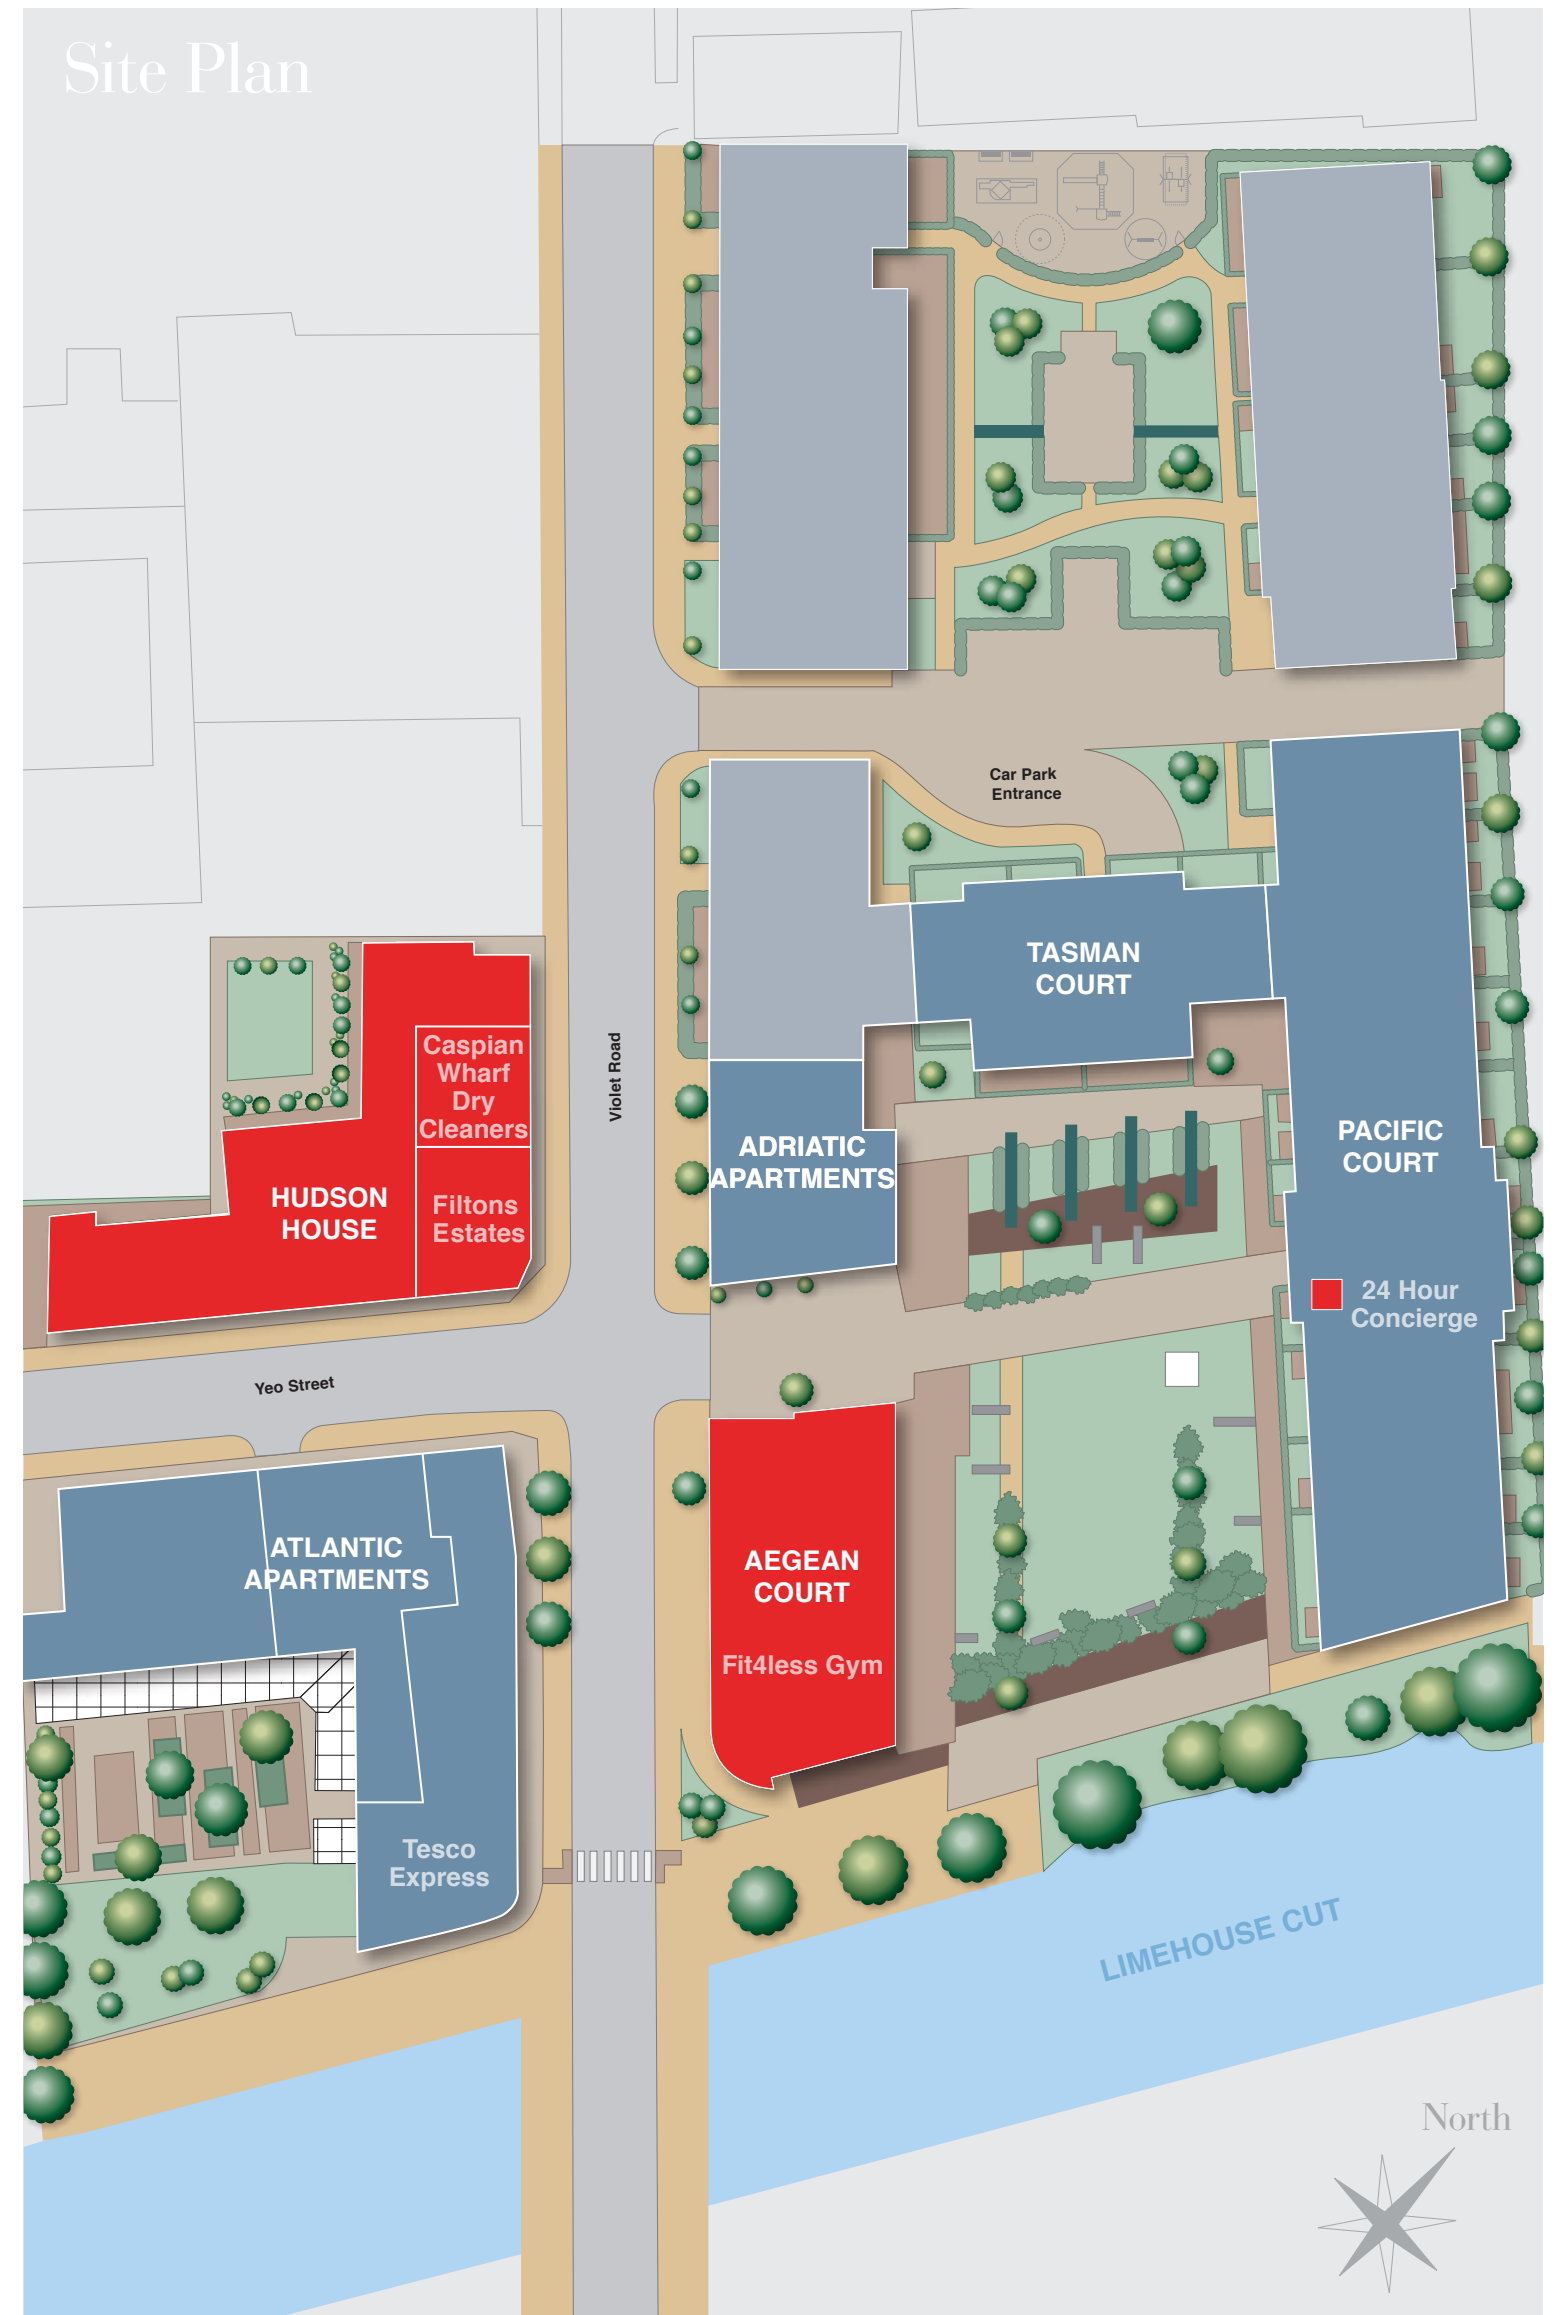 Site Plan
Car Park
Entrance
TASMAN
COURT
Caspian
Wharf
Dry
Cleaners
Violet Road
PACIFIC
COURT
ADRIATIC
APARTMENTS
HUDSON
HOUSE
Filtons
Estates
24 Hour
Concierge
Yeo Street
ATLANTIC
APARTMENTS
AEGEAN
COURT
Fit4less Gym
Tesco
Express
LIMEHOUSE CUT
North